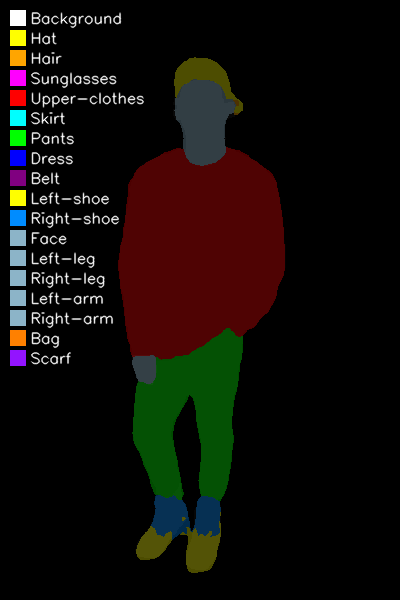 Background
Hat
Hair
Sunglasses
Upper-clothes
Skirt
Pants
Dress
Belt
Left-shoe
Right-shoe
Face
Left-leg
Right-leg
Left-arm
Right-arm
Bag
Scarf